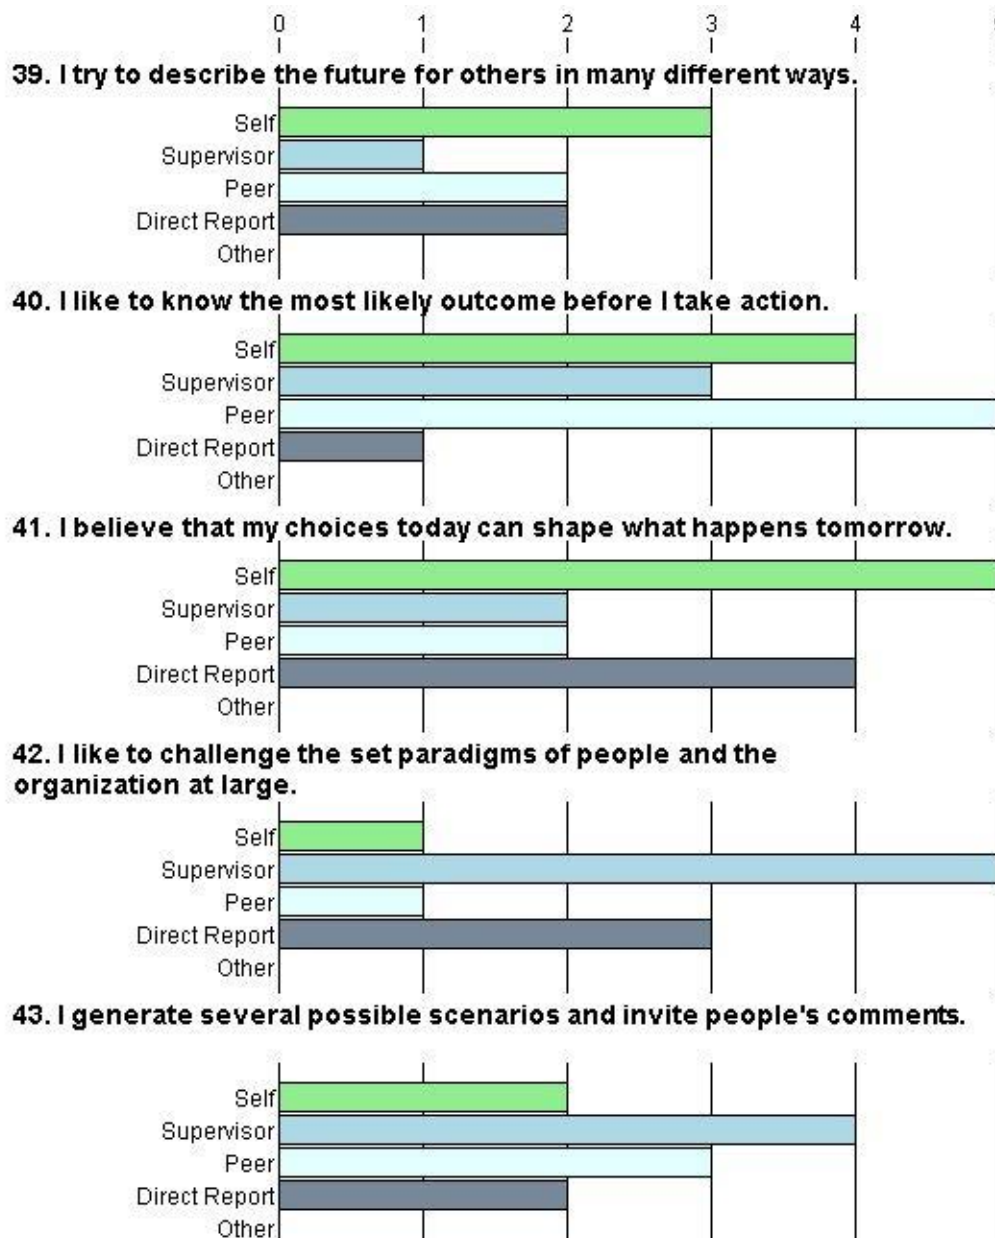 0 1 2 3 4
39. I try to describe the future for others in many different ways.
Self
Supervisor
Peer
Direct Report
Other
40. I like to know the most likely outcome before I take action.
Self
Supervisor
Peer
Direct Report
Other
41. I believe that my choices today can shape what happens tomorrow.
Self
Supervisor
Peer
Direct Report
Other
42. I like to challenge the set paradigms of people and the
organization at large.
Self
Supervisor
Peer
Direct Report
Other
43. I generate several possible scenarios and invite people's comments.
Self
Supervisor
Peer
Direct Report
Other